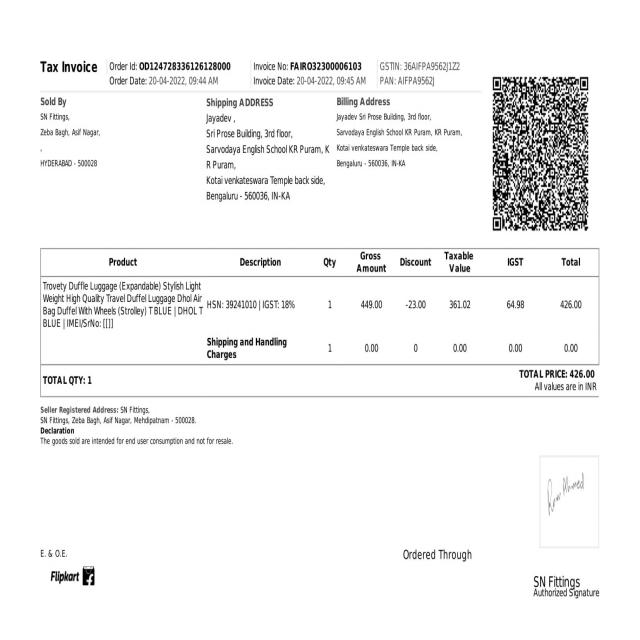 Tax Invoice
Order Id: OD124728336126128000
Order Date: 20-04-2022, 09:44 AM
Invoice No: FAIRO32300006103
Invoice Date: 20-04-2022, 09:45 AM
GSTIN: 36AIFPA9562J1Z2
PAN: AIFPA9562J
Sold By
SN Fittings,
Zeba Bagh, Asif Nagar,
,
HYDERABAD - 500028
Shipping ADDRESS
Jayadev ,
Sri Prose Building, 3rd floor,
Sarvodaya English School KR Puram, K
R Puram,
Kotai venkateswara Temple back side,
Bengaluru - 560036, IN-KA
Billing Address
Jayadev Sri Prose Building, 3rd floor,
Sarvodaya English School KR Puram, KR Puram,
Kotai venkateswara Temple back side,
Bengaluru - 560036, IN-KA
Product Description Qty Gross Amount Discount Taxable Value IGST Total
Trovety Duffle Luggage (Expandable) Stylish Light
Weight High Quality Travel Duffel Luggage Dhol Air
Bag Duffel With Wheels (Strolley) T BLUE | DHOL T
BLUE | IMEI/SrNo: [[]]
HSN: 39241010 | IGST: 18% 1 449.00 -23.00 361.02 64.98 426.00
Shipping and Handling
Charges
1 0.00 0 0.00 0.00 0.00
TOTAL QTY: 1
TOTAL PRICE: 426.00
All values are in INR
Seller Registered Address: SN Fittings,
SN Fittings, Zeba Bagh, Asif Nagar, Mehdipatnam - 500028.
Declaration
The goods sold are intended for end user consumption and not for resale.
E. & O.E.
Ordered Through
Flipkart
SN Fittings
Authorized Signature